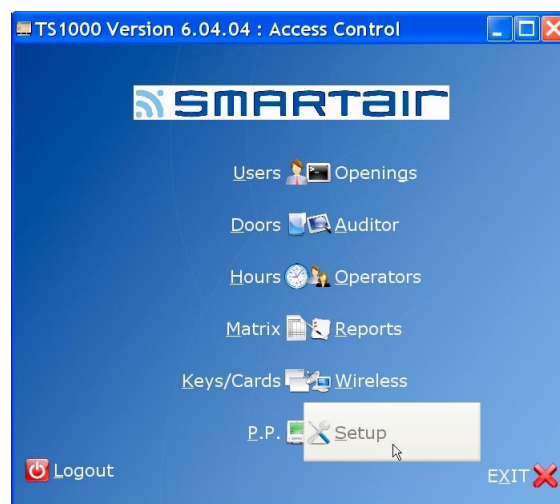 TS1000 Version 6.04.04 : Access Control
SMARTair
Users Openings
Doors Auditor
Hours Operators
Matrix Reports
Keys/Cards Wireless
P.P. Setup
Logout
EXIT